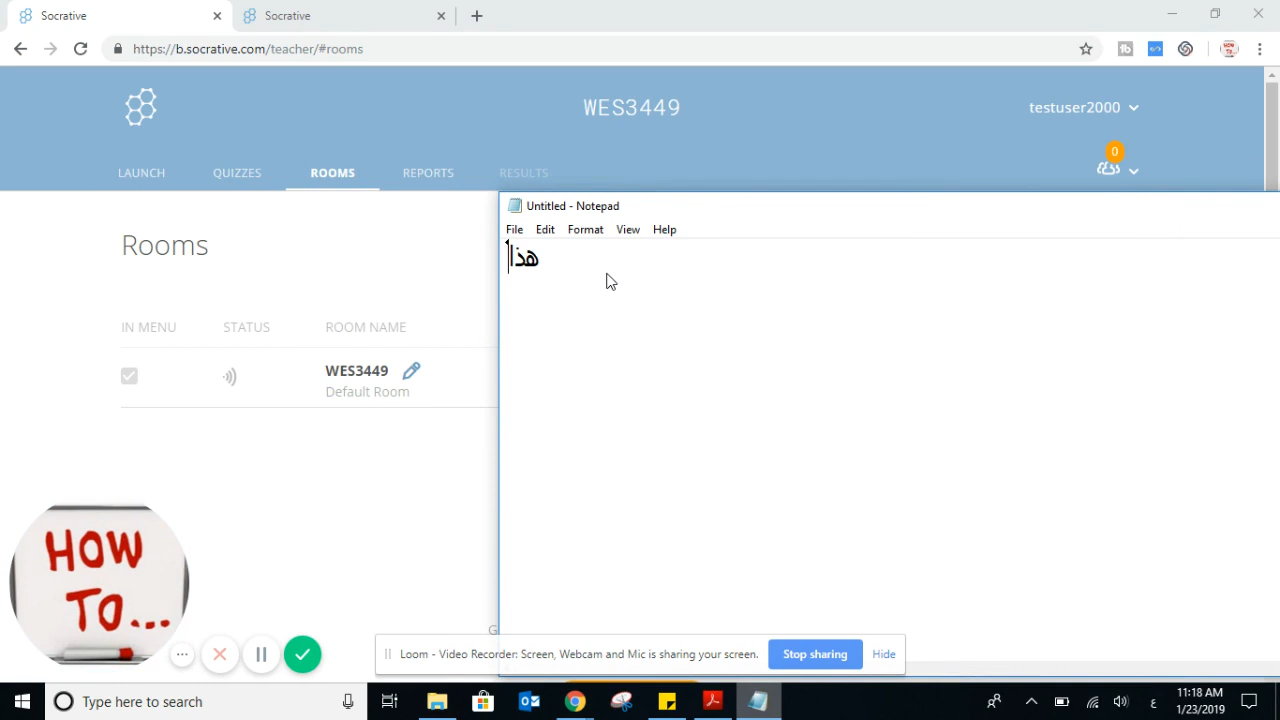 Socrative
Socrative
https://b.socrative.com/teacher/#rooms
HOW TO...
WES3449
testuser2000
0
LAUNCH
QUIZZES
ROOMS
REPORTS
RESULTS
Rooms
IN MENU
STATUS
ROOM NAME
WES3449
Default Room
Untitled - Notepad
File
Edit
Format
View
Help
هذا
HOW
TO...
G
Loom - Video Recorder: Screen, Webcam and Mic is sharing your screen.
Stop sharing
Hide
Type here to search
ع
11:18 AM
1/23/2019